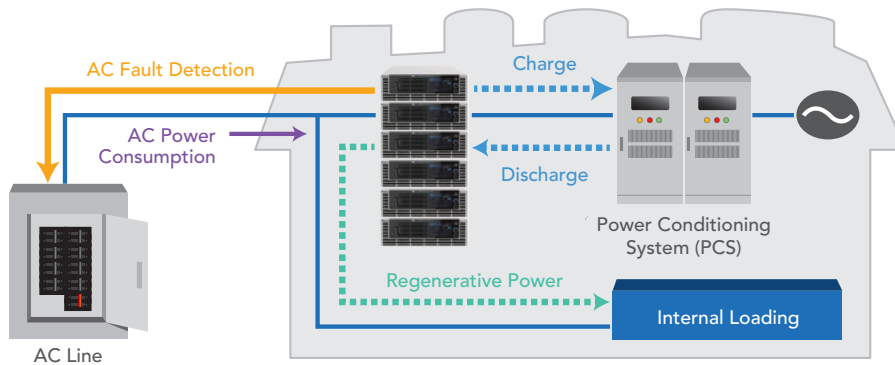 AC Fault Detection
Charge
AC Power
Consumption
Discharge
Power Conditioning
System (PCS)
Regenerative Power
Internal Loading
AC Line